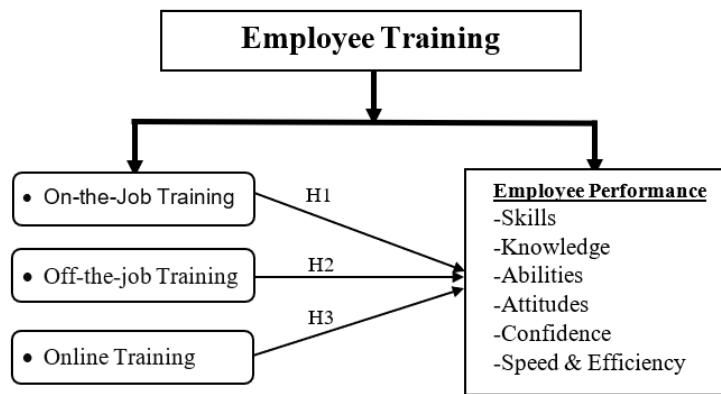 Employee Training
• On-the-Job Training
H1
Employee Performance
-Skills
-Knowledge
-Abilities
-Attitudes
-Confidence
-Speed & Efficiency
• Off-the-job Training
H2
• Online Training
H3